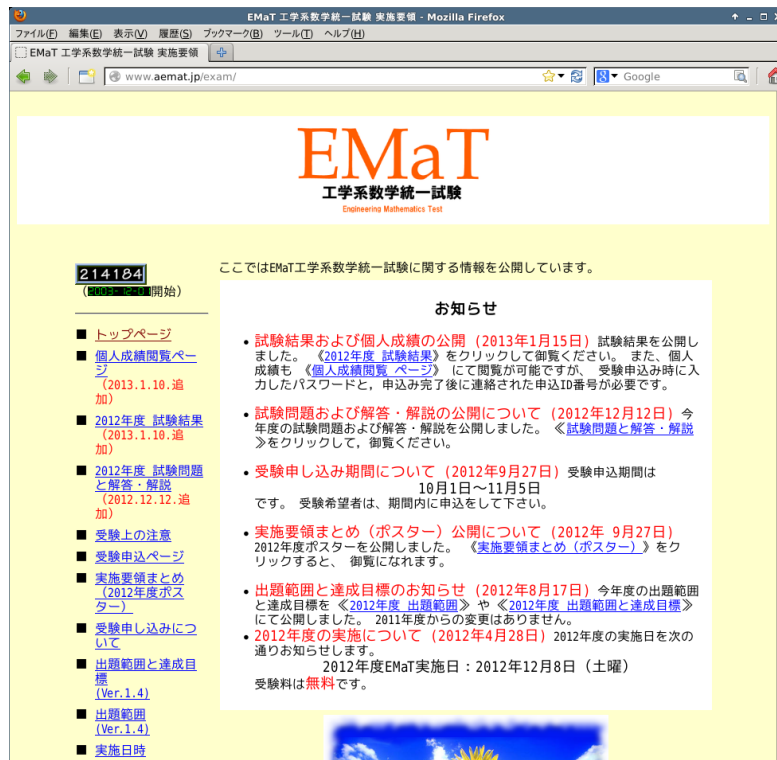 EMaT 工学系数学統一試験 実施要領 - Mozilla Firefox
ファイル(F) 編集(E) 表示(V) 履歴(S) ブックマーク(B) ツール(T) ヘルプ(H)
EMaT 工学系数学統一試験 実施要領
www.aemat.jp/exam/
Google
EMaT
工学系数学統一試験
Engineering Mathematics Test
214184
(2003-12-01開始)
■ トップページ
■ 個人成績閲覧ペー
ジ
(2013.1.10.追
加)
■ 2012年度 試験結果
(2013.1.10.追
加)
■ 2012年度 試験問題
と解答・解説
(2012.12.12.追
加)
■ 受験上の注意
■ 受験申込ページ
■ 実施要領まとめ
(2012年度ポス
ター)
■ 受験申し込みにつ
いて
■ 出題範囲と達成目
標
(Ver.1.4)
■ 出題範囲
(Ver.1.4)
■ 実施日時
ここではEMaT工学系数学統一試験に関する情報を公開しています。
お知らせ
• 試験結果および個人成績の公開 (2013年1月15日) 試験結果を公開し
ました。 《2012年度 試験結果》をクリックして御覧ください。 また、個人
成績も 《個人成績閲覧 ページ》 にて閲覧が可能ですが、 受験申込み時に入
力したパスワードと，申込み完了後に連絡された申込ID番号が必要です。
• 試験問題および解答・解説の公開について (2012年12月12日) 今
年度の試験問題および解答・解説を公開しました。 《試験問題と解答・解説
》をクリックして，御覧ください。
• 受験申し込み期間について (2012年9月27日) 受験申込期間は
10月1日～11月5日
です。 受験希望者は、期間内に申込をして下さい。
• 実施要領まとめ（ポスター）公開について (2012年 9月27日)
2012年度ポスターを公開しました。 《実施要領まとめ（ポスター）》をク
リックすると、 御覧になれます。
• 出題範囲と達成目標のお知らせ (2012年8月17日) 今年度の出題範囲
と達成目標を 《2012年度 出題範囲》 や 《2012年度 出題範囲と達成目標》
にて公開しました。 2011年度からの変更はありません。
• 2012年度の実施について (2012年4月28日) 2012年度の実施日を次の
通りお知らせします。
2012年度EMaT実施日：2012年12月8日（土曜）
受験料は無料です。